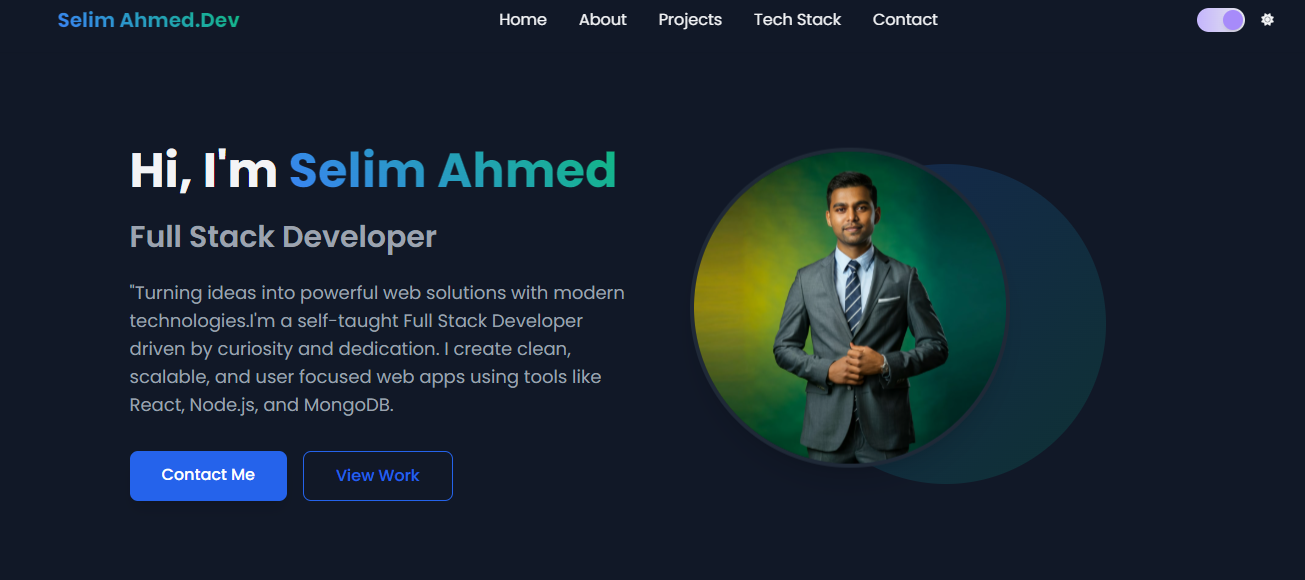 Selim Ahmed.Dev
Home About Projects Tech Stack Contact
Hi, I'm Selim Ahmed
Full Stack Developer
"Turning ideas into powerful web solutions with modern
technologies.I'm a self-taught Full Stack Developer
driven by curiosity and dedication. I create clean,
scalable, and user focused web apps using tools like
React, Node.js, and MongoDB.
Contact Me View Work